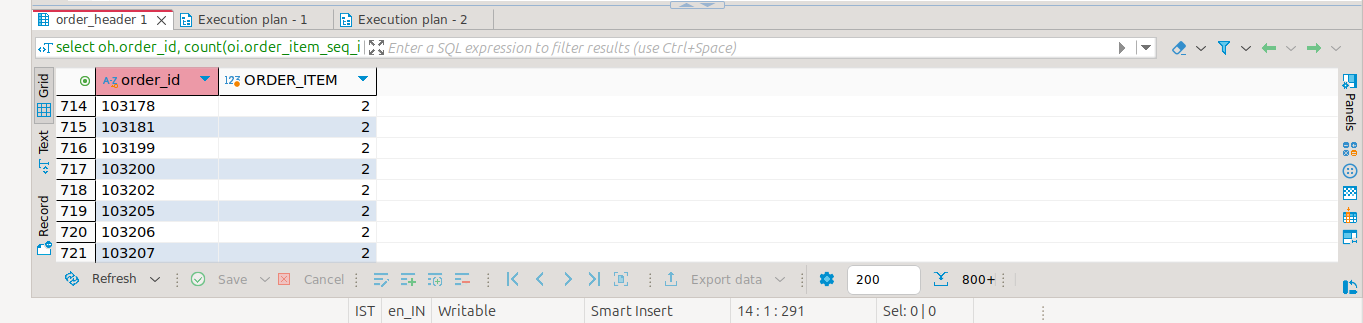 order_header 1 Execution plan - 1 Execution plan - 2
select oh.order_id, count(oi.order_item_seq_i Enter a SQL expression to filter results (use Ctrl+Space)
Grid
Text
Record
A-Z order_id 123 ORDER_ITEM
714 103178 2
715 103181 2
716 103199 2
717 103200 2
718 103202 2
719 103205 2
720 103206 2
721 103207 2
Panels
Refresh Save Cancel Export data 200 800+
IST en_IN Writable Smart Insert 14 : 1 : 291 Sel: 0 | 0